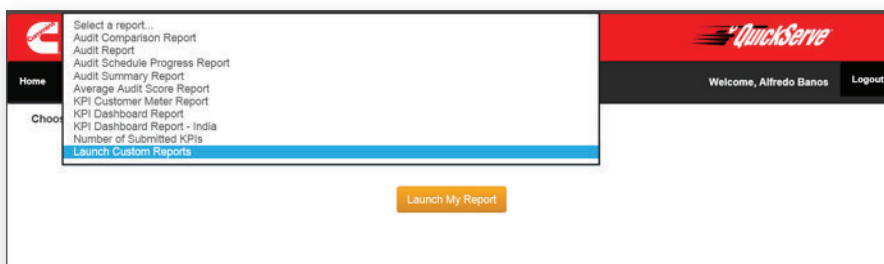 Cummins
Select a report...
Audit Comparison Report
Audit Report
Audit Schedule Progress Report
Audit Summary Report
Average Audit Score Report
KPI Customer Meter Report
KPI Dashboard Report
KPI Dashboard Report - India
Number of Submitted KPIs
Launch Custom Reports
QuickServe
Home
Welcome, Alfredo Banos
Logout
Choos
Launch My Report